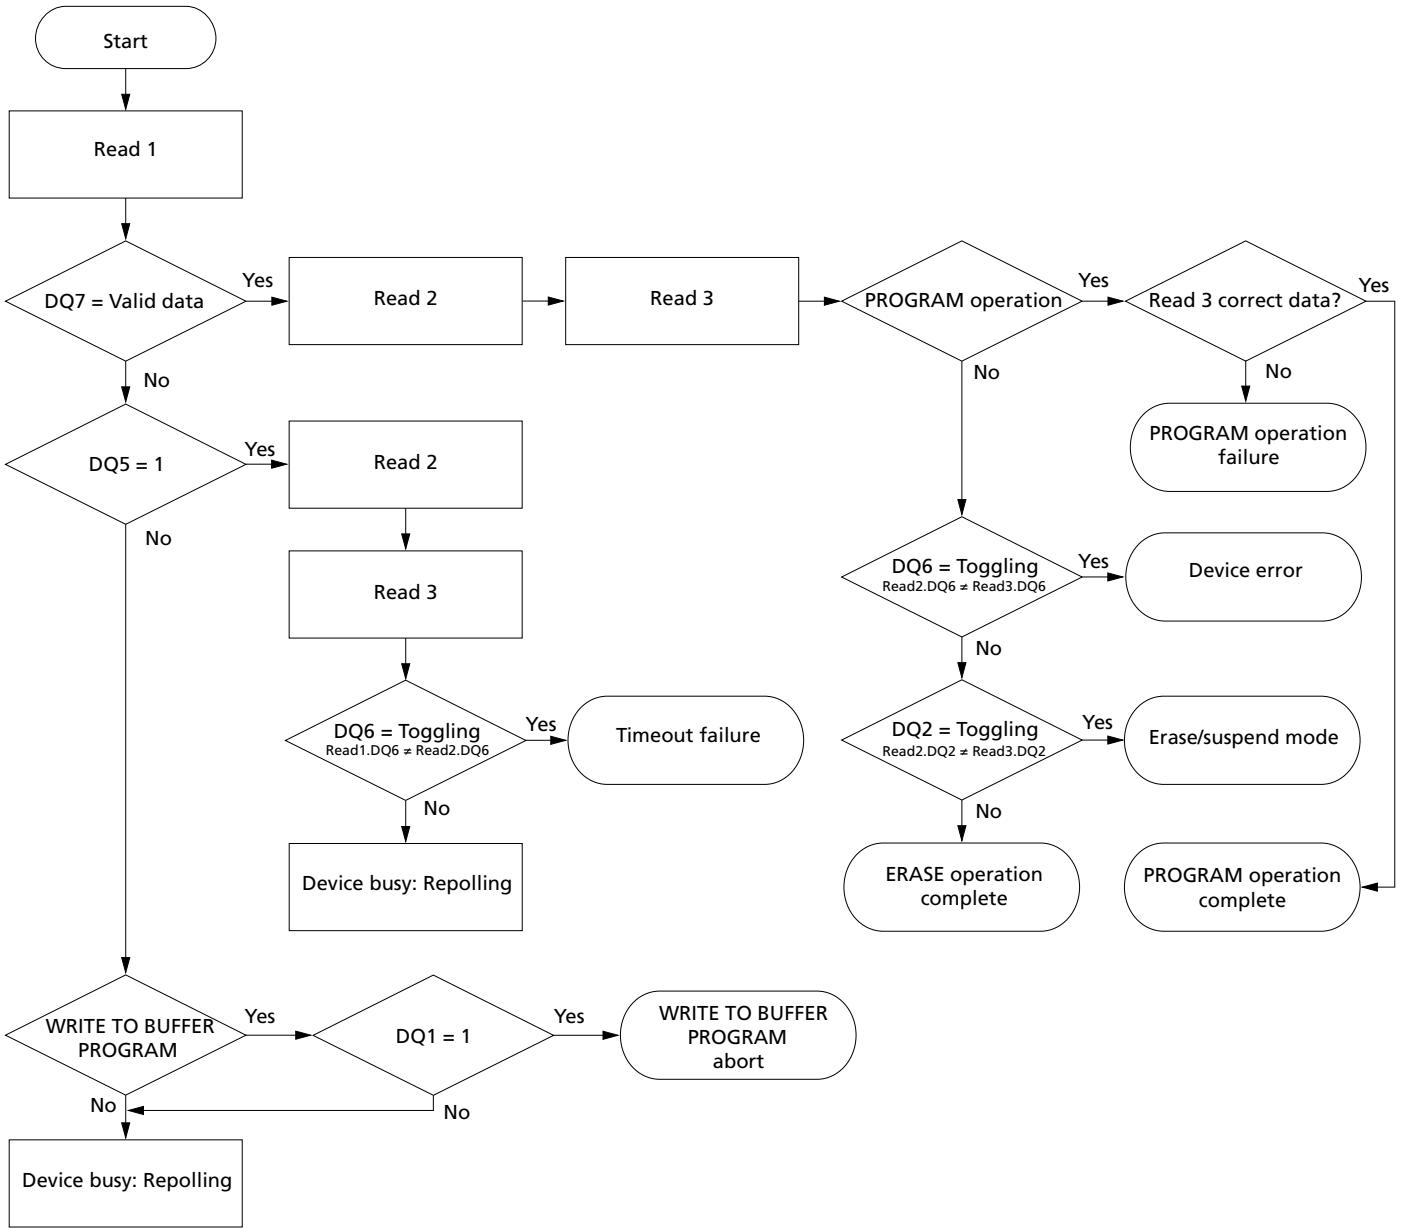 Start
Read 1
DQ7 = Valid data
Yes
Read 2
Read 3
PROGRAM operation
Yes
Read 3 correct data?
Yes
No
No
No
PROGRAM operation
failure
DQ5 = 1
Yes
Read 2
No
Read 3
DQ6 = Toggling
Read2.DQ6 ≠ Read3.DQ6
Yes
Device error
No
DQ6 = Toggling
Read1.DQ6 ≠ Read2.DQ6
Yes
Timeout failure
No
DQ2 = Toggling
Read2.DQ2 ≠ Read3.DQ2
Yes
Erase/suspend mode
No
Device busy: Repolling
ERASE operation
complete
PROGRAM operation
complete
WRITE TO BUFFER
PROGRAM
Yes
DQ1 = 1
Yes
WRITE TO BUFFER
PROGRAM
abort
No
No
Device busy: Repolling